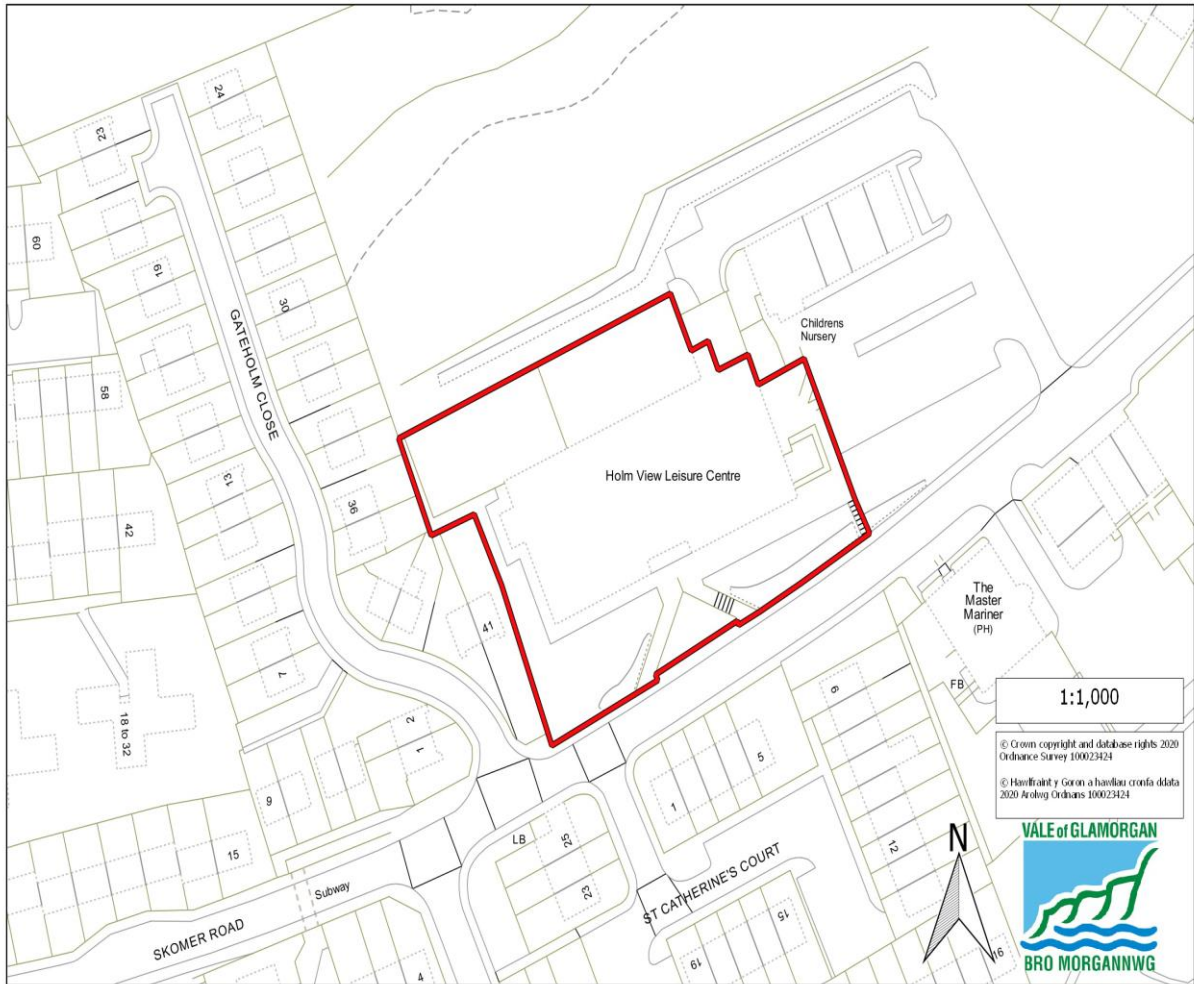 24
23
60
19
30
GATEHOLM CLOSE
58
13
36
42
7
41
18 to 32
2
1
9
15
Childrens
Nursery
Holm View Leisure Centre
The
Master
Mariner
(PH)
FB
9
5
1
12
LB
25
23
Subway
SKOMER ROAD
ST CATHERINE'S COURT
15
19
4
16
1:1,000
© Crown copyright and database rights 2020
Ordnance Survey 100023424
© Hawlfraint y Goron a hawliau cronfa ddata
2020 Arolwg Ordnans 100023424
N
VALE of GLAMORGAN
BRO MORGANNWG